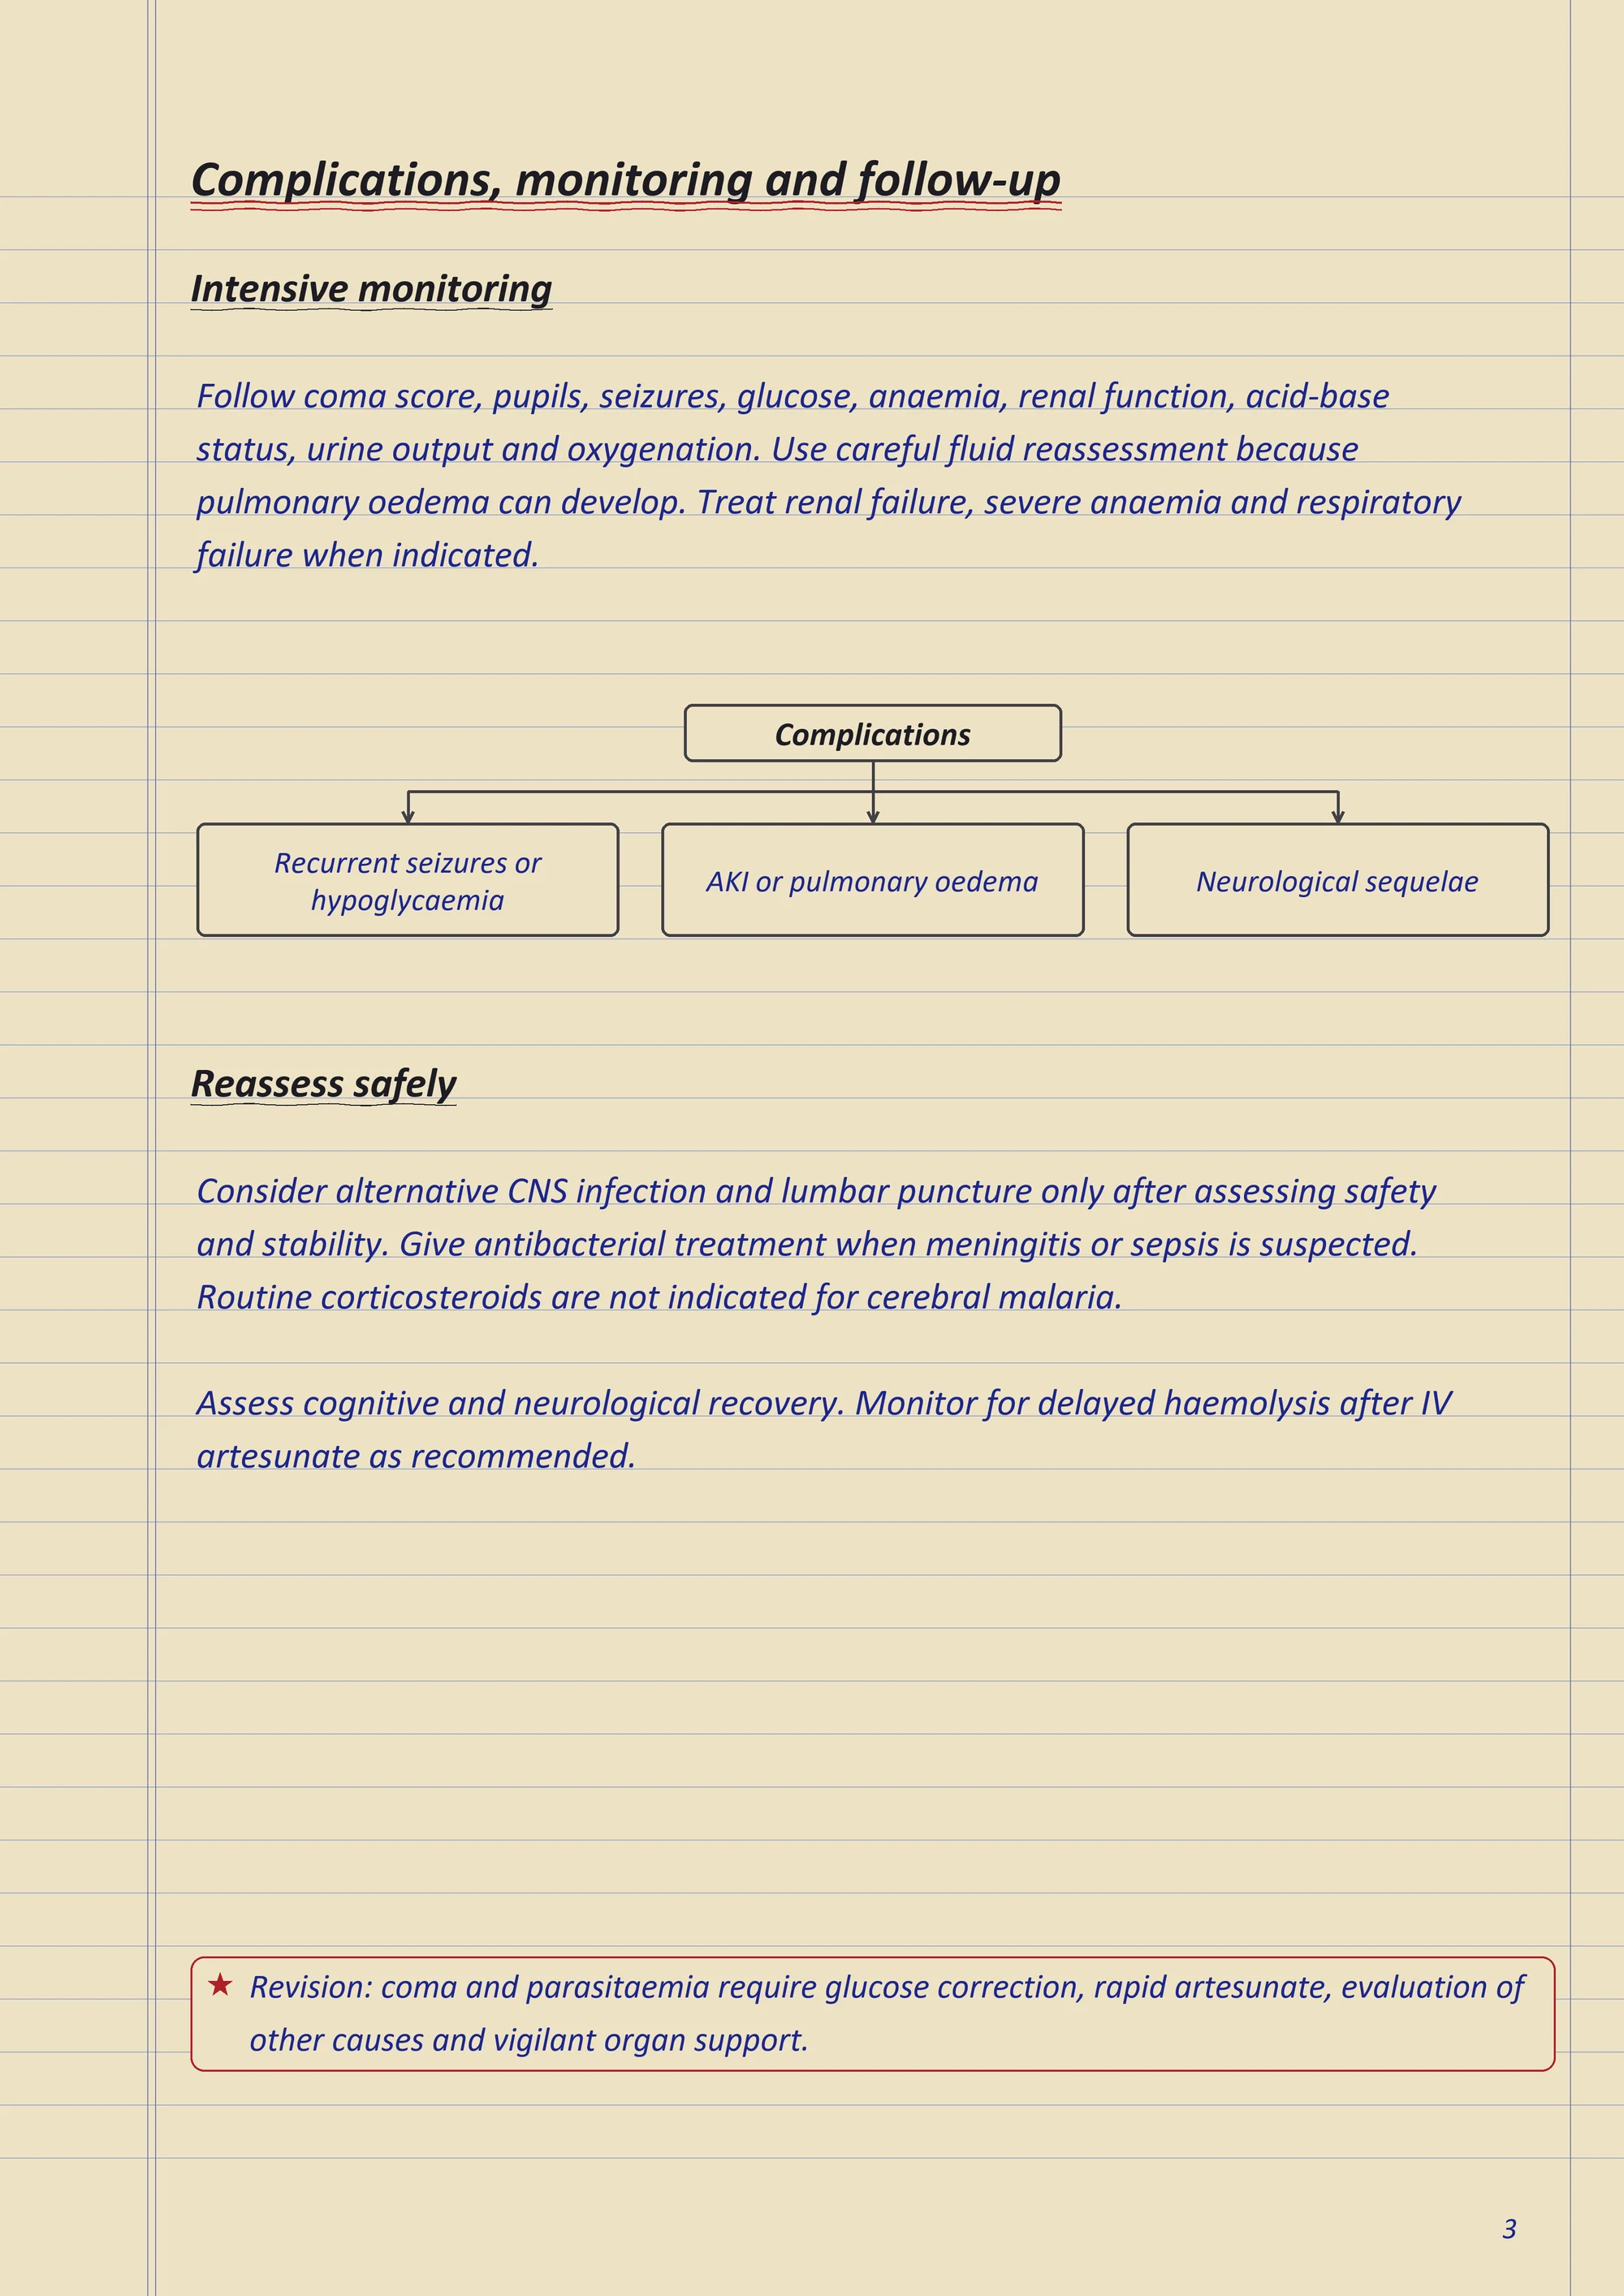 Complications, monitoring and follow-up
Intensive monitoring
Follow coma score, pupils, seizures, glucose, anaemia, renal function, acid-base
status, urine output and oxygenation. Use careful fluid reassessment because
pulmonary oedema can develop. Treat renal failure, severe anaemia and respiratory
failure when indicated.
Complications
Recurrent seizures or
hypoglycaemia
AKI or pulmonary oedema
Neurological sequelae
Reassess safely
Consider alternative CNS infection and lumbar puncture only after assessing safety
and stability. Give antibacterial treatment when meningitis or sepsis is suspected.
Routine corticosteroids are not indicated for cerebral malaria.
Assess cognitive and neurological recovery. Monitor for delayed haemolysis after IV
artesunate as recommended.
★ Revision: coma and parasitaemia require glucose correction, rapid artesunate, evaluation of
other causes and vigilant organ support.
3